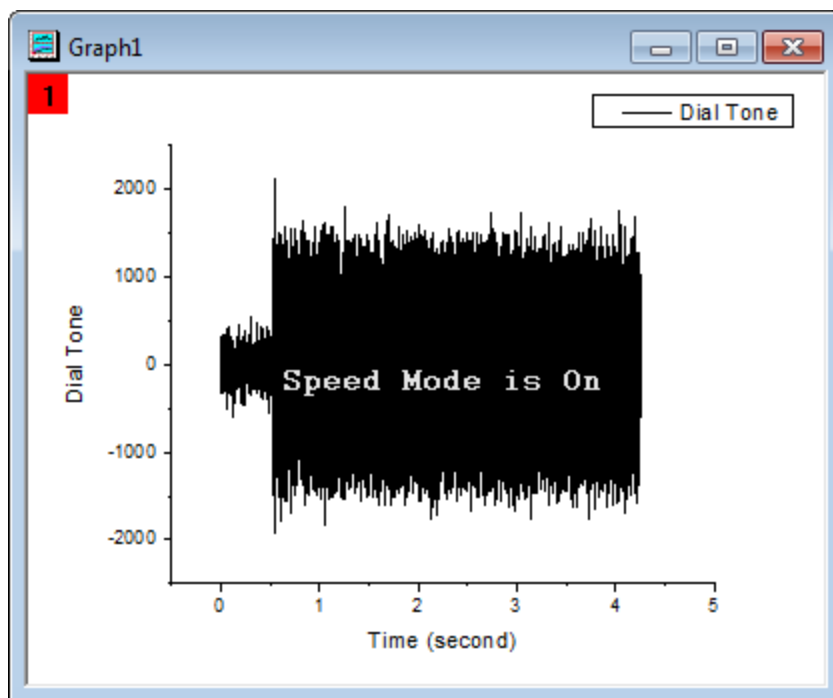 Graph1
1
Dial Tone
2000
1000
0
-1000
-2000
Dial Tone
Speed Mode is On
0 1 2 3 4 5
Time (second)